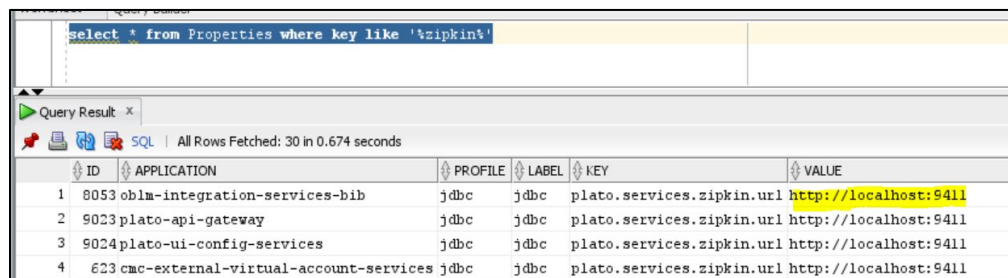 Query Builder
select * from Properties where key like '%zipkin%'
Query Result x
SQL | All Rows Fetched: 30 in 0.674 seconds
ID APPLICATION PROFILE LABEL KEY VALUE
1 8053 oblm-integration-services-bib jdbc jdbc plato.services.zipkin.url http://localhost:9411
2 9023 plato-api-gateway jdbc jdbc plato.services.zipkin.url http://localhost:9411
3 9024 plato-ui-config-services jdbc jdbc plato.services.zipkin.url http://localhost:9411
4 623 cmc-external-virtual-account-services jdbc jdbc plato.services.zipkin.url http://localhost:9411